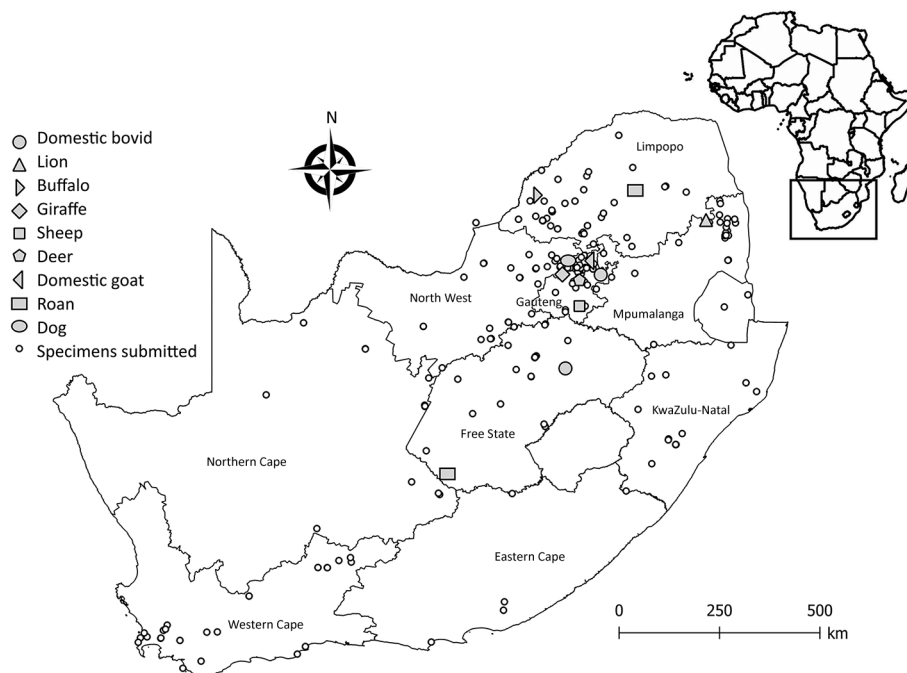 N
Domestic bovid
Lion
Buffalo
Giraffe
Sheep
Deer
Domestic goat
Roan
Dog
Specimens submitted
Limpopo
North West
Gauteng
Mpumalanga
KwaZulu-Natal
Free State
Northern Cape
Eastern Cape
Western Cape
0 250 500
km